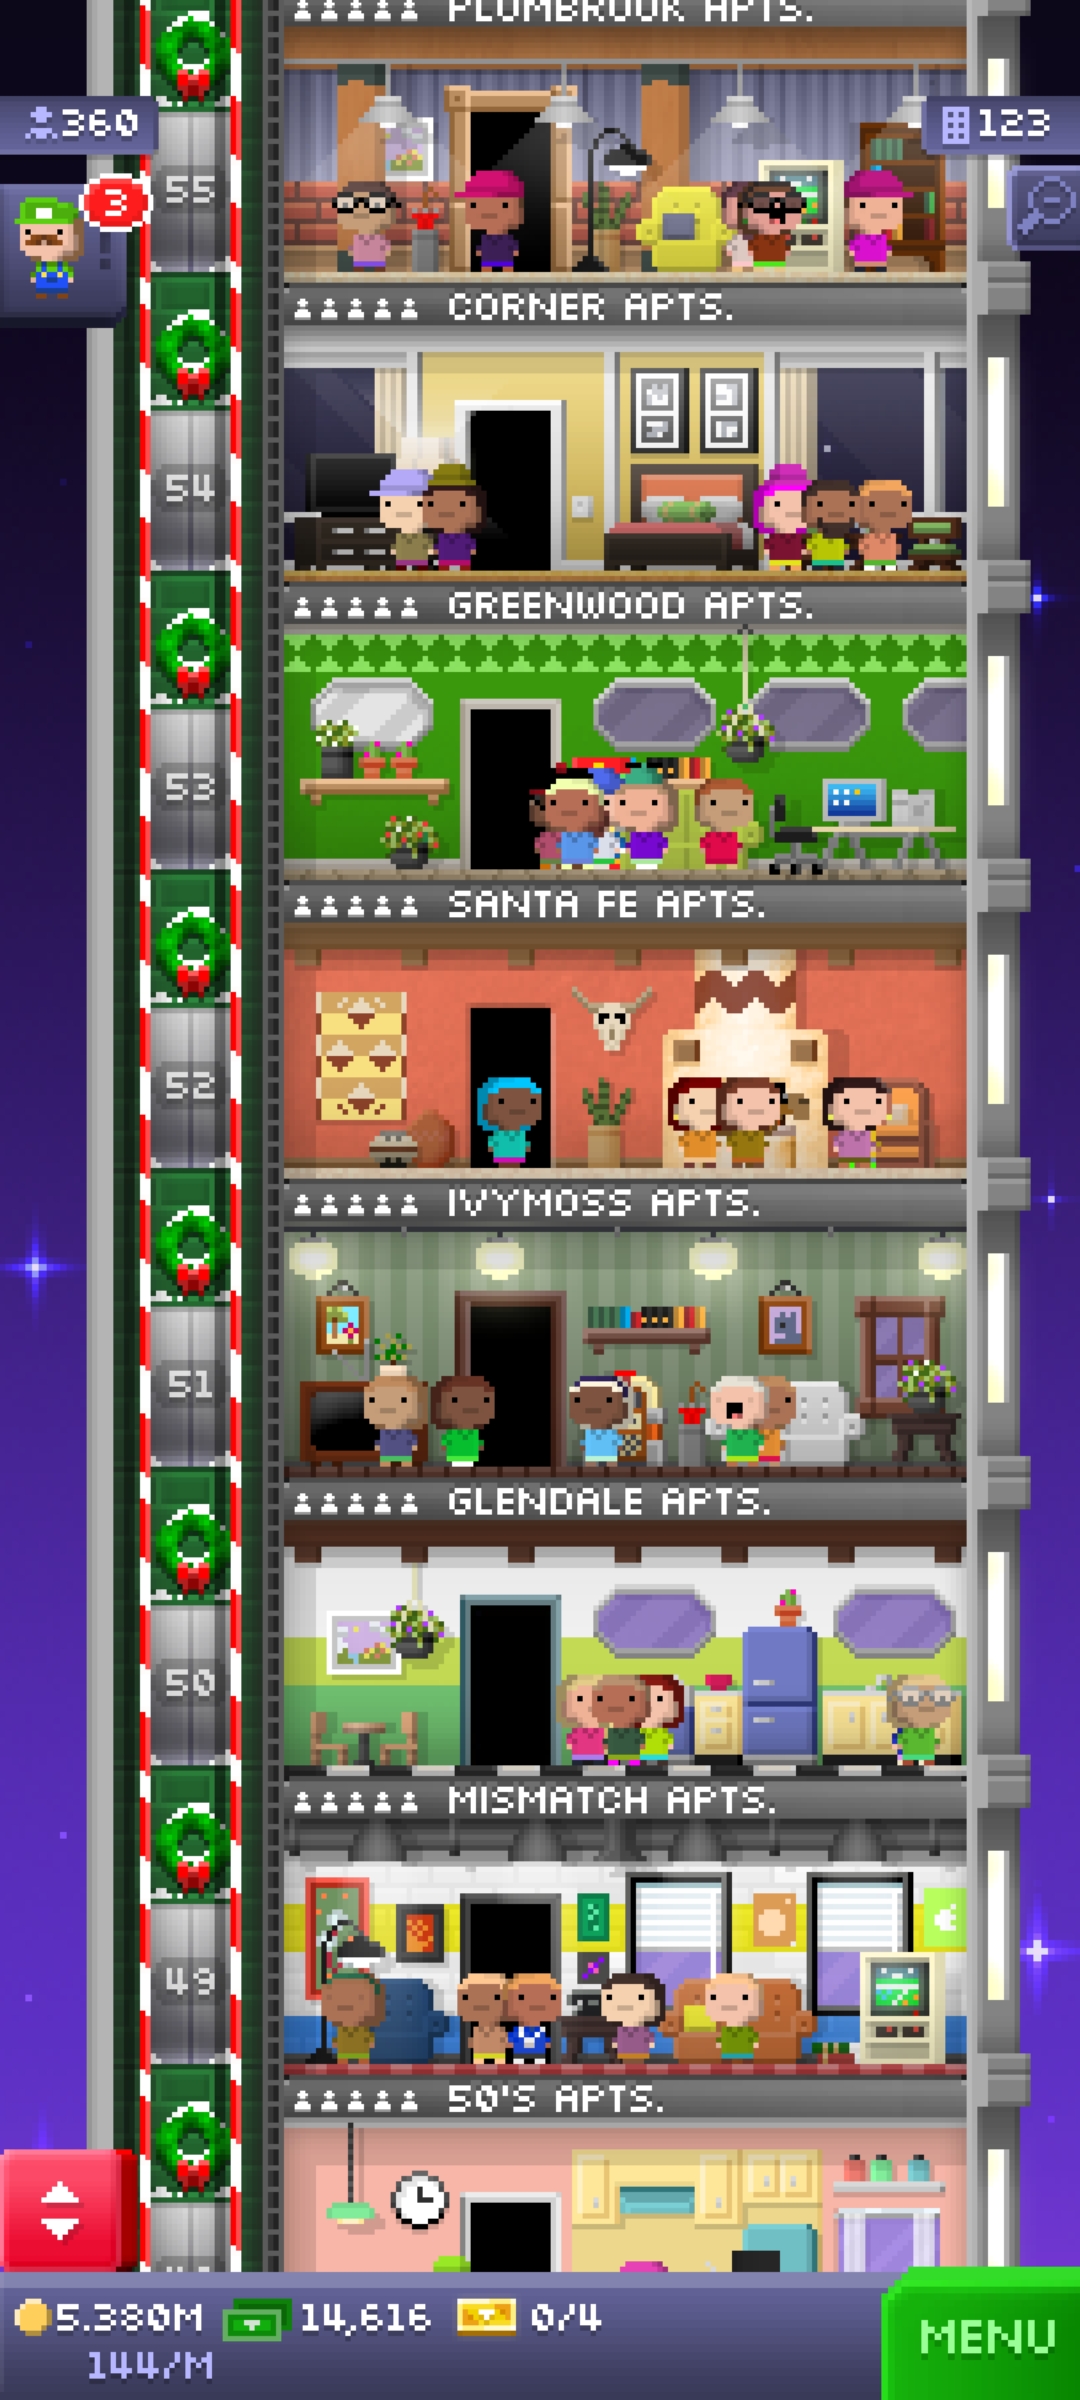 PLUMBROOK APTS.
360
123
3
55
CORNER APTS.
54
GREENWOOD APTS.
53
SANTA FE APTS.
52
IVYMOSS APTS.
51
GLENDALE APTS.
50
MISMATCH APTS.
49
50'S APTS.
5.380M 14,616 0/4
144/M
MENU